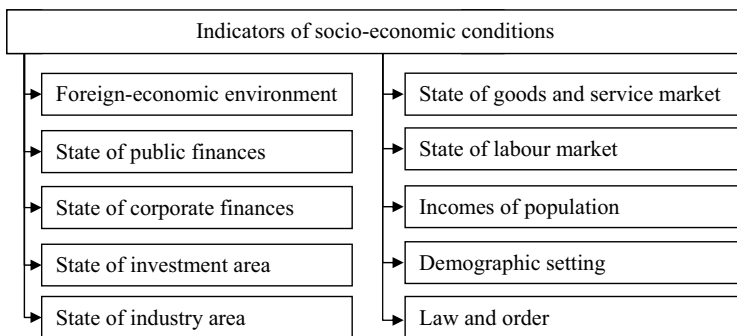 Indicators of socio-economic conditions
Foreign-economic environment
State of public finances
State of corporate finances
State of investment area
State of industry area
State of goods and service market
State of labour market
Incomes of population
Demographic setting
Law and order